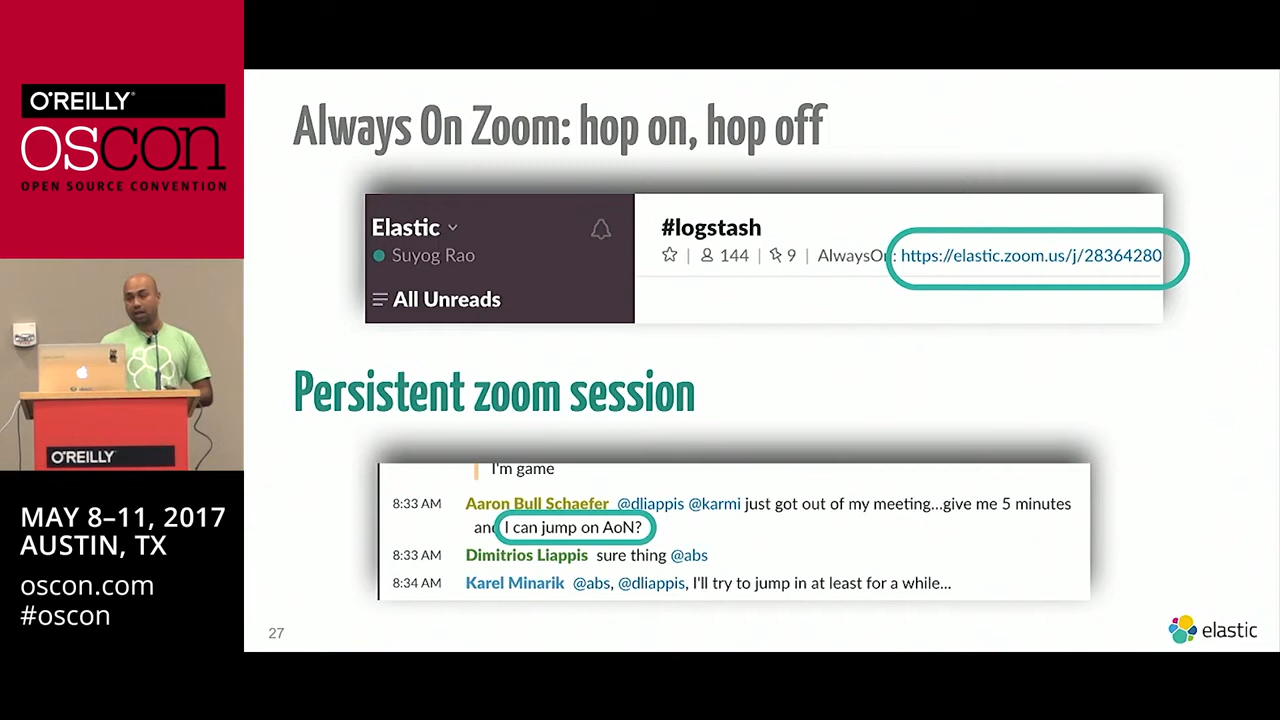 O'REILLY®
OSCON
OPEN SOURCE CONVENTION
O'REILLY
MAY 8–11, 2017
AUSTIN, TX
oscon.com
#oscon
Always On Zoom: hop on, hop off
Elastic
Suyog Rao
All Unreads
#logstash
144 | 9 | AlwaysOn: https://elastic.zoom.us/j/28364280
Persistent zoom session
I'm game
8:33 AM Aaron Bull Schaefer @dliappis @karmi just got out of my meeting...give me 5 minutes
and I can jump on AoN?
8:33 AM Dimitrios Liappis sure thing @abs
8:34 AM Karel Minarik @abs, @dliappis, I'll try to jump in at least for a while...
27
elastic